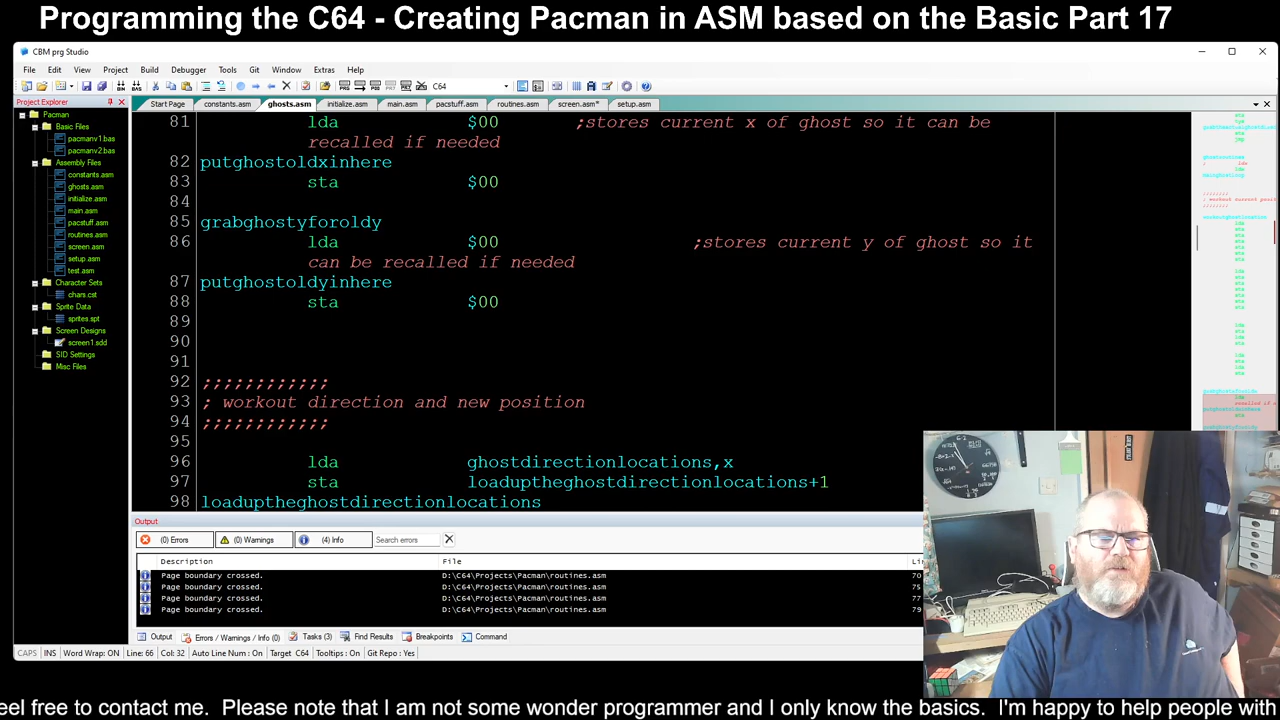 Programming the C64 - Creating Pacman in ASM based on the Basic Part 17
CBM prg Studio
File Edit View Project Build Debugger Tools Git Window Extras Help
C64
Project Explorer
Start Page constants.asm ghosts.asm initialize.asm main.asm pacstuff.asm routines.asm screen.asm* setup.asm
Pacman
Basic Files
pacmanv1.bas
pacmanv2.bas
Assembly Files
constants.asm
ghosts.asm
initialize.asm
main.asm
pacstuff.asm
routines.asm
screen.asm
setup.asm
test.asm
Character Sets
chars.cst
Sprite Data
sprites.spt
Screen Designs
screen1.sdd
SID Settings
Misc Files
81 lda $00 ;stores current x of ghost so it can be
recalled if needed
82 putghostoldxinhere
83 sta $00
84
85 grabghostyforoldy
86 lda $00 ;stores current y of ghost so it
can be recalled if needed
87 putghostoldyinhere
88 sta $00
89
90
91
92 ;;;;;;;;;;;;
93 ; workout direction and new position
94 ;;;;;;;;;;;;
95
96 lda ghostdirectionlocations,x
97 sta loaduptheghostdirectionlocations+1
98 loaduptheghostdirectionlocations
Output
(0) Errors (0) Warnings (4) Info Search errors
Description File
Page boundary crossed. D:\C64\Projects\Pacman\routines.asm 70
Page boundary crossed. D:\C64\Projects\Pacman\routines.asm 75
Page boundary crossed. D:\C64\Projects\Pacman\routines.asm 77
Page boundary crossed. D:\C64\Projects\Pacman\routines.asm 79
Output Errors / Warnings / Info (0) Tasks (3) Find Results Breakpoints Command
CAPS INS Word Wrap: ON Line: 66 Col: 32 Auto Line Num : On Target C64 Tooltips : On Git Repo : Yes
eel free to contact me. Please note that I am not some wonder programmer and I only know the basics. I'm happy to help people with